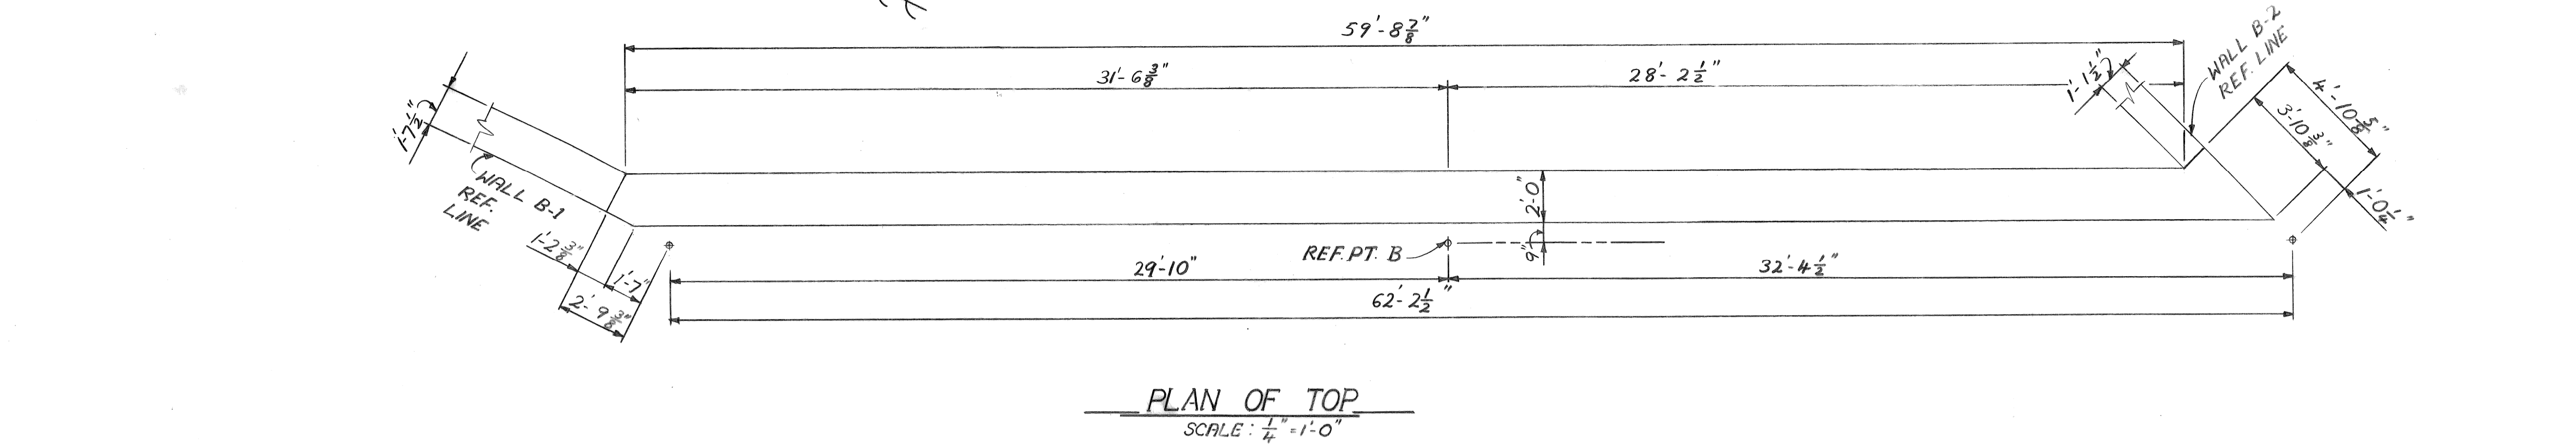 59'-8 7/8"
31'-6 3/8"
28'-2 1/2"
1'-1 1/2"
WALL B-2
REF. LINE
4'-10 5/8"
3'-10 3/8"
1'-0 1/4"
1'-7 1/2"
WALL B-1
REF.
LINE
2'-0"
9"
1'-2 3/8"
1'-7"
2'-9 3/8"
REF. PT. B
29'-10"
32'-4 1/2"
62'-2 1/2"
PLAN OF TOP
SCALE: 1/4" = 1'-0"